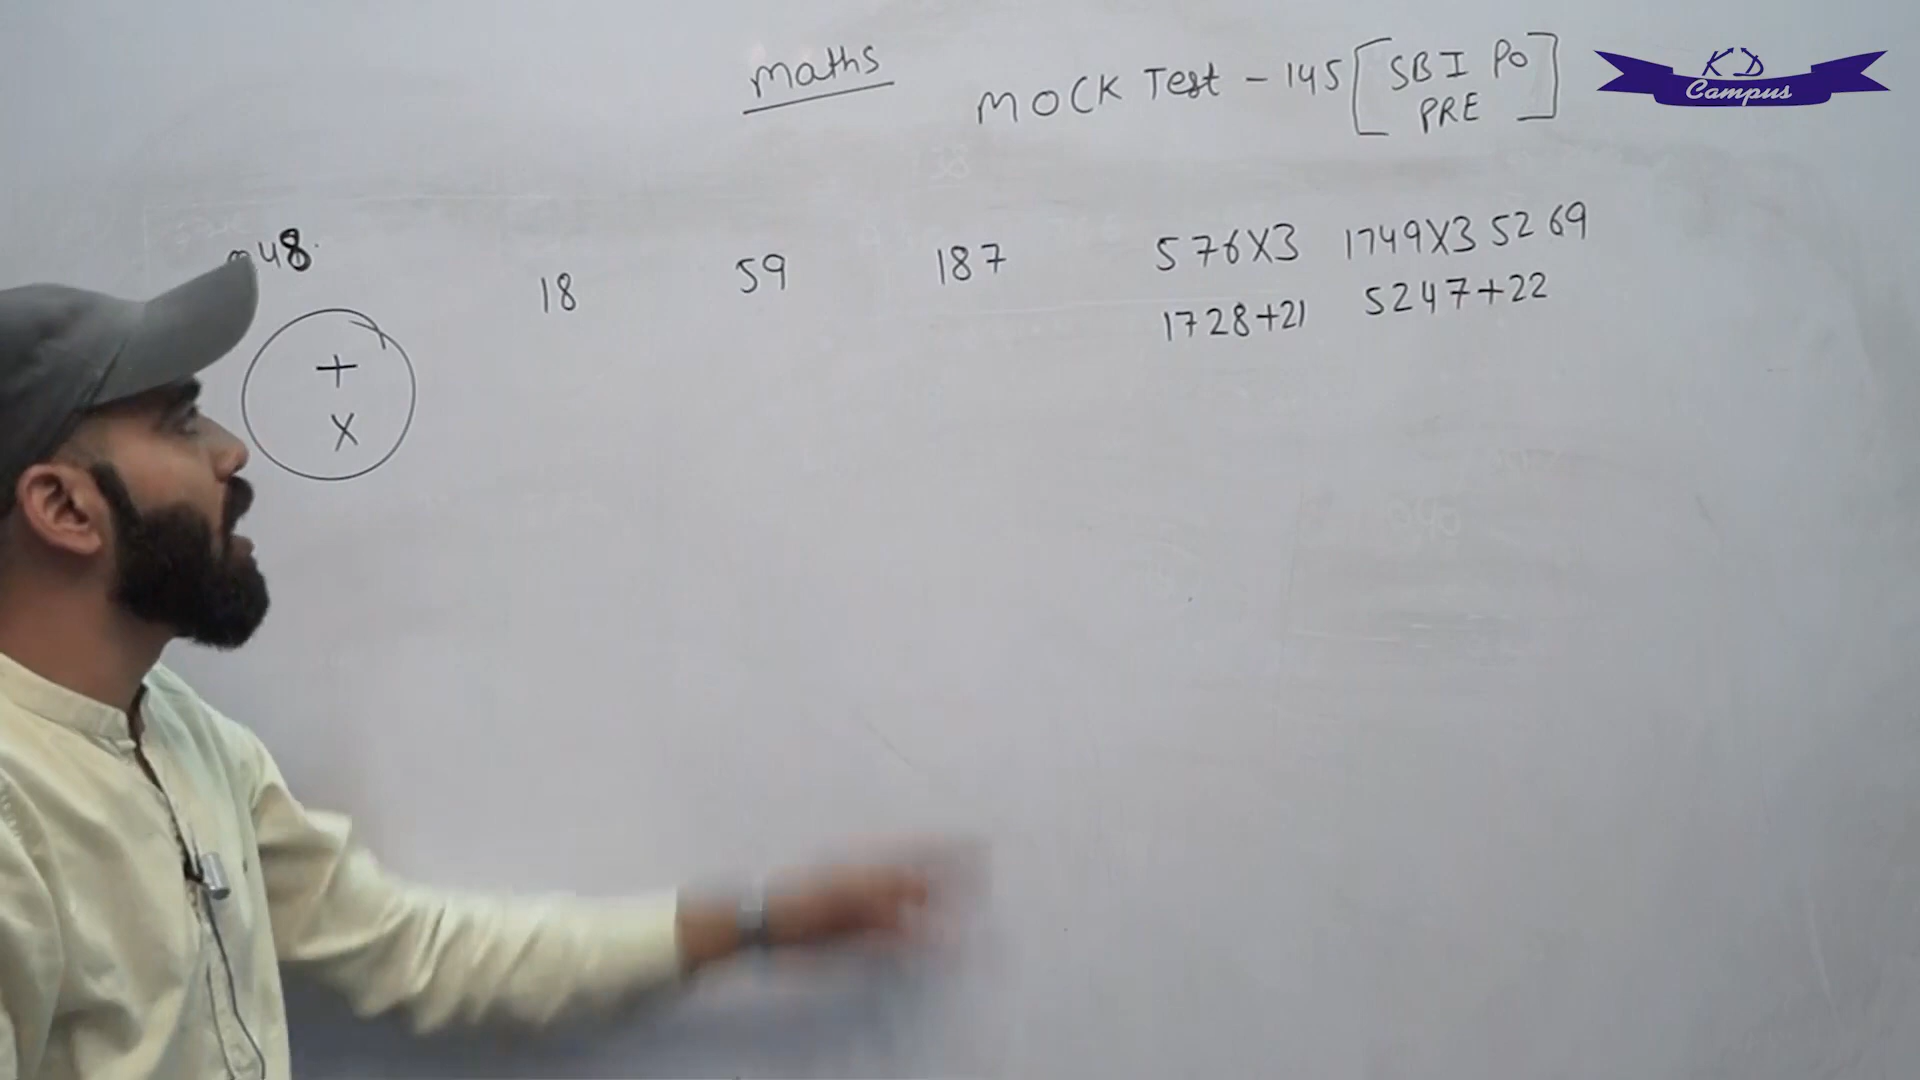 maths
MOCK Test - 145 [SBI PO PRE]
KD Campus
48.
18 59 187 576X3 1749X3 5269
1728+21 5247+22
+
X